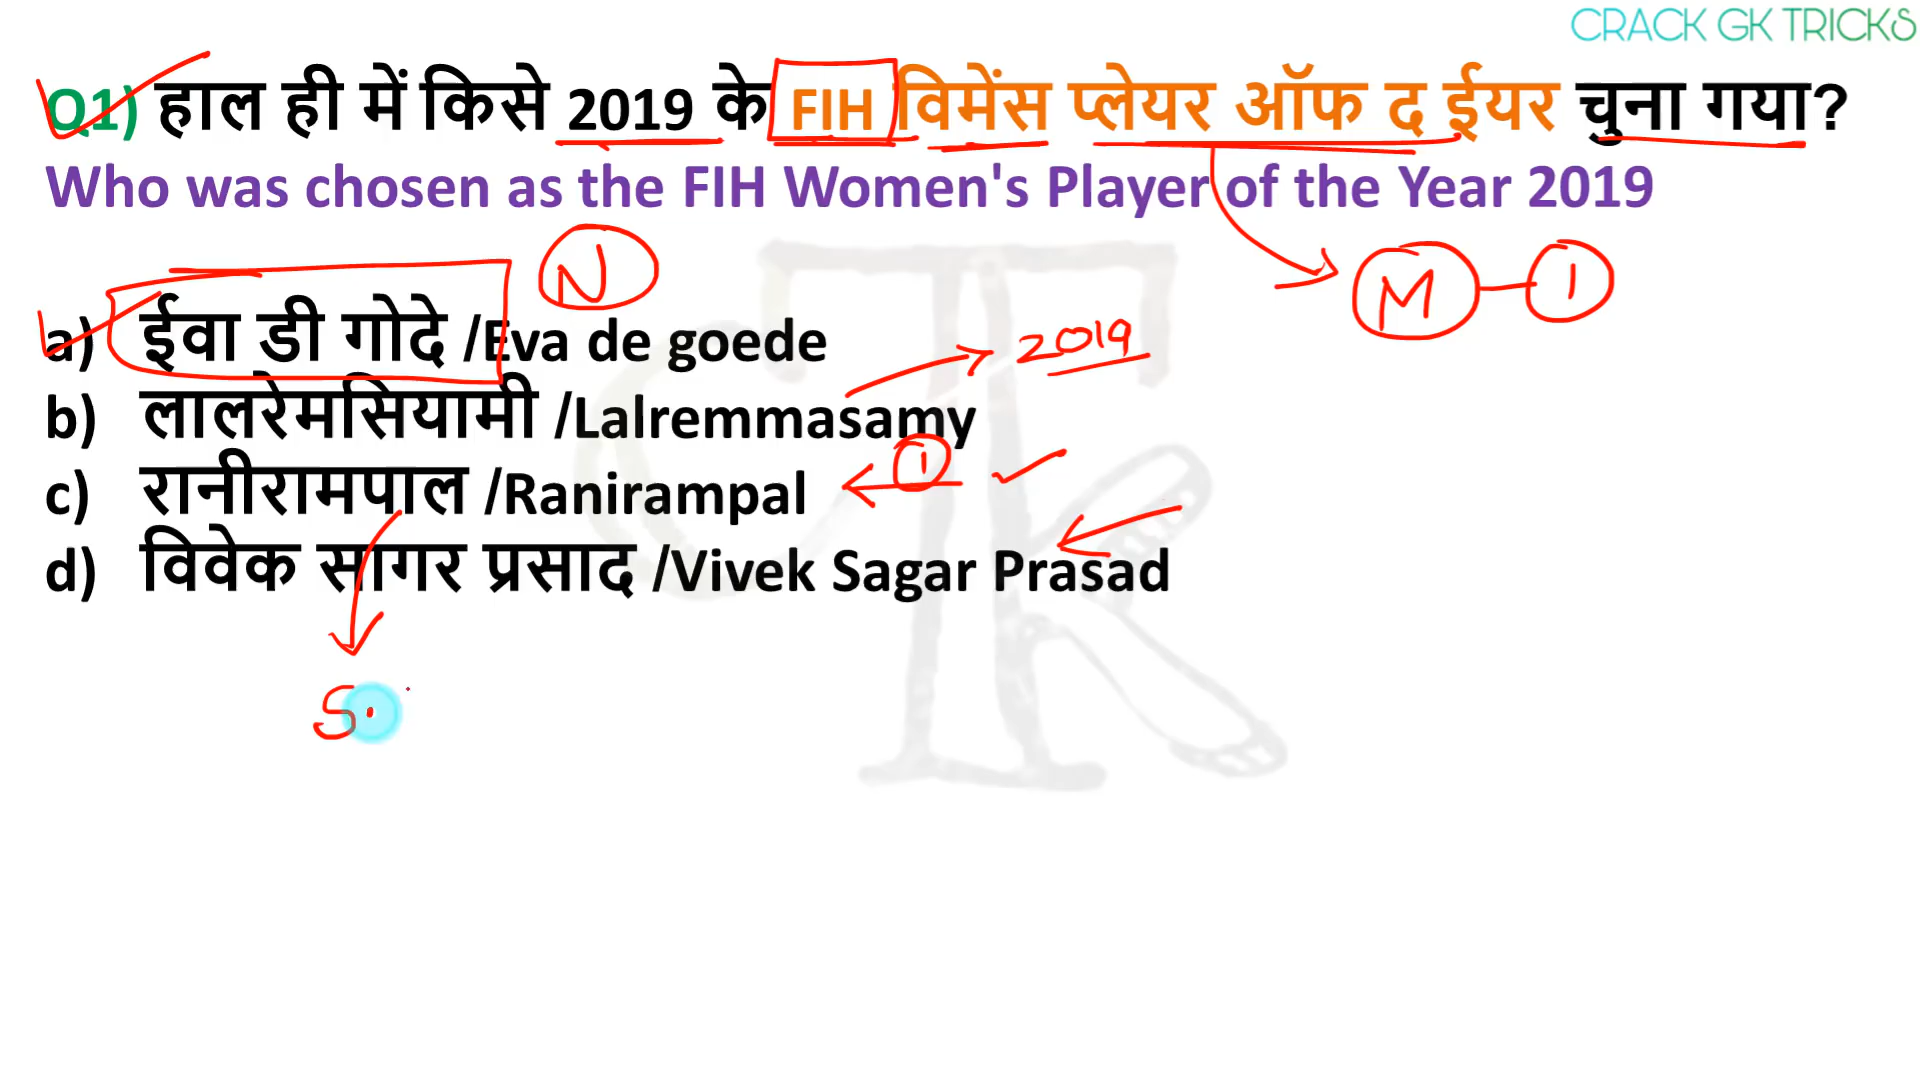 CRACK GK TRICKS
Q1) हाल ही में किसे 2019 के FIH विमेंस प्लेयर ऑफ द ईयर चुना गया?
Who was chosen as the FIH Women's Player of the Year 2019
N
M - 1
a) ईवा डी गोदे /Eva de goede
2019
b) लालरेमसियामी /Lalremmasamy
c) रानीरामपाल /Ranirampal
1
d) विवेक सागर प्रसाद /Vivek Sagar Prasad
S